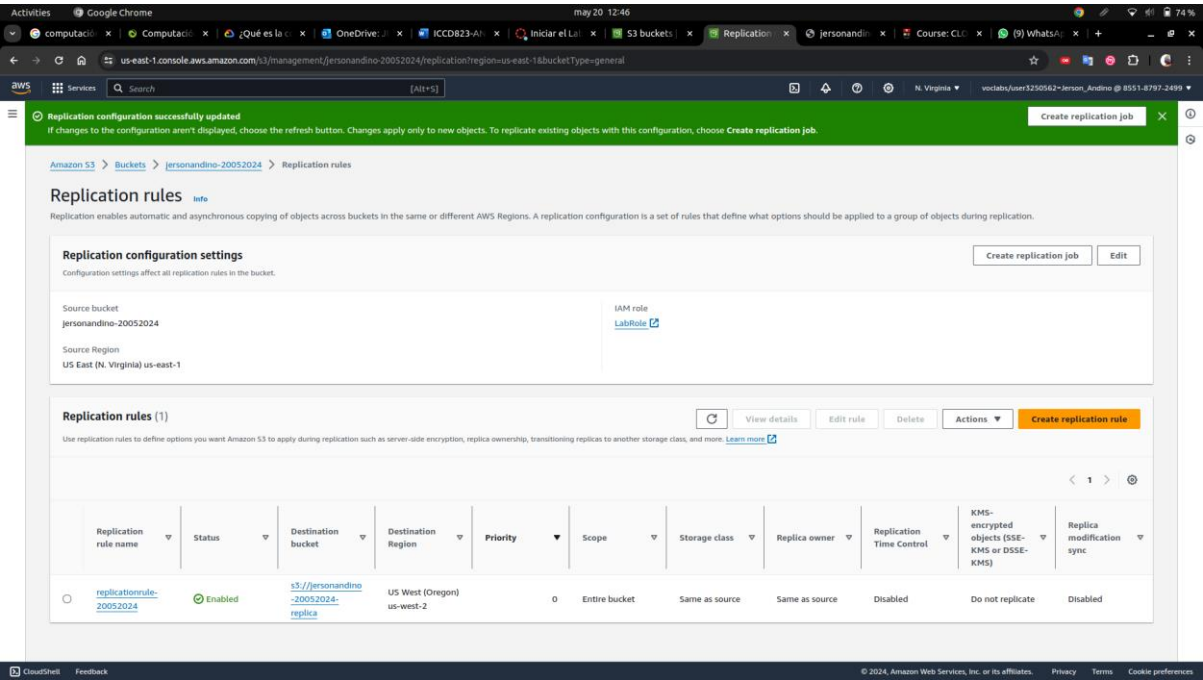 Activities
Google Chrome
may 20 12:46
74 %
computació
Computació
¿Qué es la c
OneDrive: J
ICCD823-A
Iniciar el La
S3 buckets
Replication
jersonandin
Course: CL
(9) WhatsA
us-east-1.console.aws.amazon.com/s3/management/jersonandino-20052024/replication?region=us-east-1&bucketType=general
aws
Services
Search
[Alt+S]
N. Virginia
voclabs/user3250562=Jerson_Andino @ 8551-8797-2499
Replication configuration successfully updated
If changes to the configuration aren't displayed, choose the refresh button. Changes apply only to new objects. To replicate existing objects with this configuration, choose Create replication job.
Create replication job
Amazon S3 > Buckets > jersonandino-20052024 > Replication rules
Replication rules Info
Replication enables automatic and asynchronous copying of objects across buckets in the same or different AWS Regions. A replication configuration is a set of rules that define what options should be applied to a group of objects during replication.
Replication configuration settings
Configuration settings affect all replication rules in the bucket.
Create replication job
Edit
Source bucket
jersonandino-20052024
Source Region
US East (N. Virginia) us-east-1
IAM role
LabRole
Replication rules (1)
View details
Edit rule
Delete
Actions
Create replication rule
Use replication rules to define options you want Amazon S3 to apply during replication such as server-side encryption, replica ownership, transitioning replicas to another storage class, and more. Learn more
< 1 >
Replication
rule name
Status
Destination
bucket
Destination
Region
Priority
Scope
Storage class
Replica owner
Replication
Time Control
KMS-
encrypted
objects (SSE-
KMS or DSSE-
KMS)
Replica
modification
sync
replicationrule-
20052024
Enabled
s3://jersonandino
-20052024-
replica
US West (Oregon)
us-west-2
0
Entire bucket
Same as source
Same as source
Disabled
Do not replicate
Disabled
CloudShell
Feedback
© 2024, Amazon Web Services, Inc. or its affiliates.
Privacy
Terms
Cookie preferences